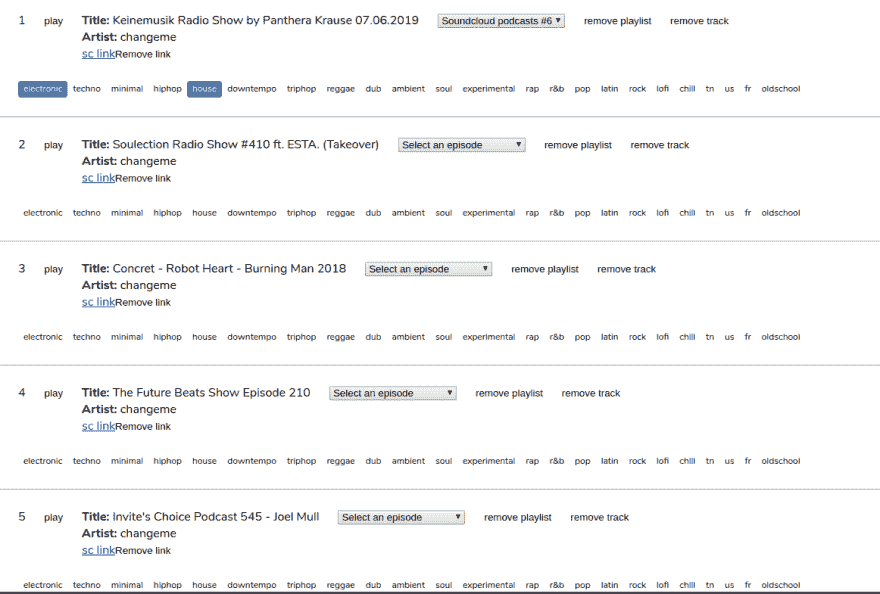 1 play Title: Keinemusik Radio Show by Panthera Krause 07.06.2019 Soundcloud podcasts #6 remove playlist remove track
Artist: changeme
sc linkRemove link
electronic techno minimal hiphop house downtempo triphop reggae dub ambient soul experimental rap r&b pop latin rock lofi chill tn us fr oldschool
2 play Title: Soulection Radio Show #410 ft. ESTA. (Takeover) Select an episode remove playlist remove track
Artist: changeme
sc linkRemove link
electronic techno minimal hiphop house downtempo triphop reggae dub ambient soul experimental rap r&b pop latin rock lofi chill tn us fr oldschool
3 play Title: Concret - Robot Heart - Burning Man 2018 Select an episode remove playlist remove track
Artist: changeme
sc linkRemove link
electronic techno minimal hiphop house downtempo triphop reggae dub ambient soul experimental rap r&b pop latin rock lofi chill tn us fr oldschool
4 play Title: The Future Beats Show Episode 210 Select an episode remove playlist remove track
Artist: changeme
sc linkRemove link
electronic techno minimal hiphop house downtempo triphop reggae dub ambient soul experimental rap r&b pop latin rock lofi chill tn us fr oldschool
5 play Title: Invite's Choice Podcast 545 - Joel Mull Select an episode remove playlist remove track
Artist: changeme
sc linkRemove link
electronic techno minimal hiphop house downtempo triphop reggae dub ambient soul experimental rap r&b pop latin rock lofi chill tn us fr oldschool